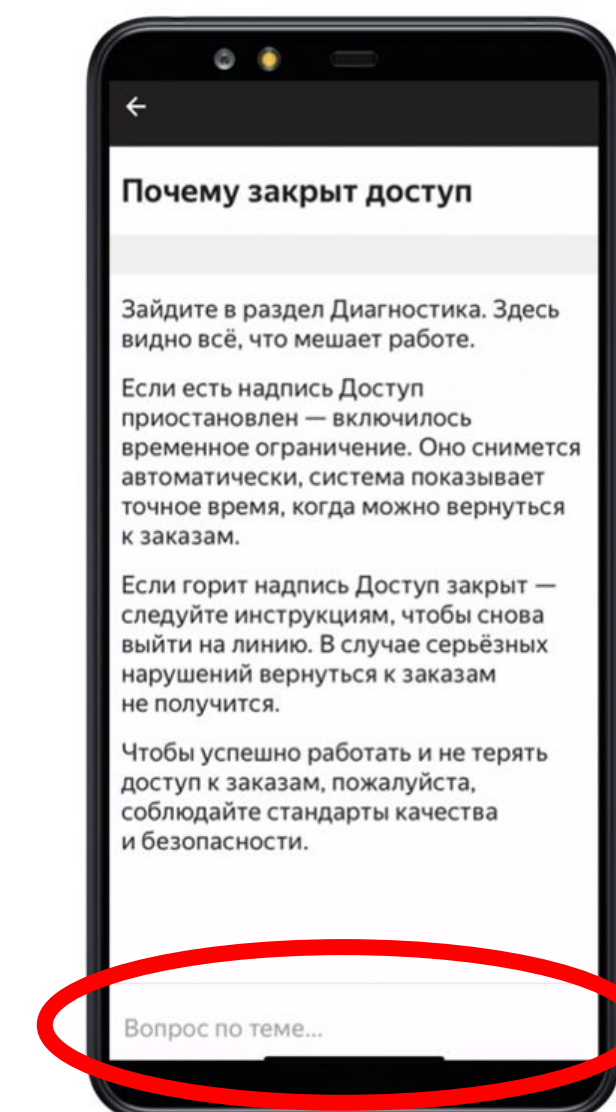 Почему закрыт доступ
Зайдите в раздел Диагностика. Здесь
видно всё, что мешает работе.
Если есть надпись Доступ
приостановлен — включилось
временное ограничение. Оно снимется
автоматически, система показывает
точное время, когда можно вернуться
к заказам.
Если горит надпись Доступ закрыт —
следуйте инструкциям, чтобы снова
выйти на линию. В случае серьёзных
нарушений вернуться к заказам
не получится.
Чтобы успешно работать и не терять
доступ к заказам, пожалуйста,
соблюдайте стандарты качества
и безопасности.
Вопрос по теме...